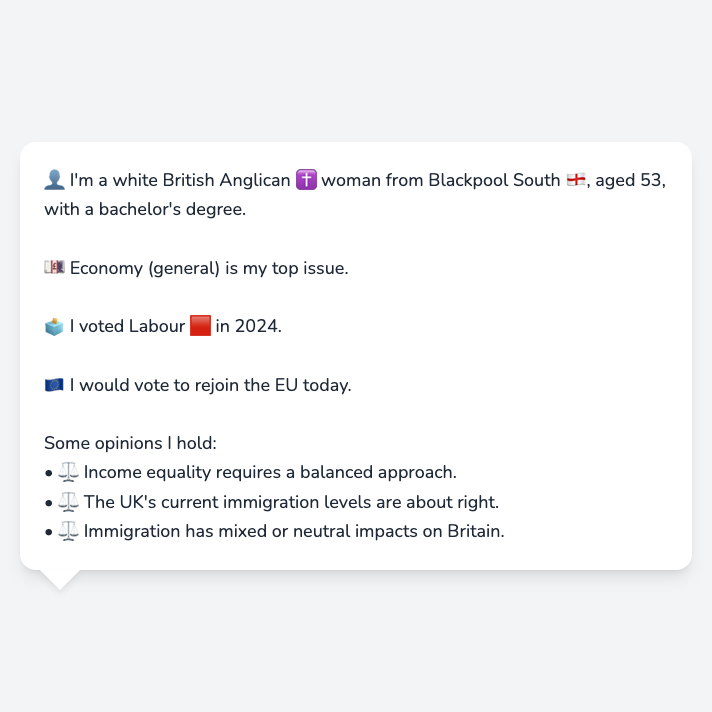 👤 I'm a white British Anglican ✝️ woman from Blackpool South 🏴󠁧󠁢󠁥󠁮󠁧󠁿, aged 53,
with a bachelor's degree.
💷 Economy (general) is my top issue.
🗳️ I voted Labour 🟥 in 2024.
🇪🇺 I would vote to rejoin the EU today.
Some opinions I hold:
• ⚖️ Income equality requires a balanced approach.
• ⚖️ The UK's current immigration levels are about right.
• ⚖️ Immigration has mixed or neutral impacts on Britain.